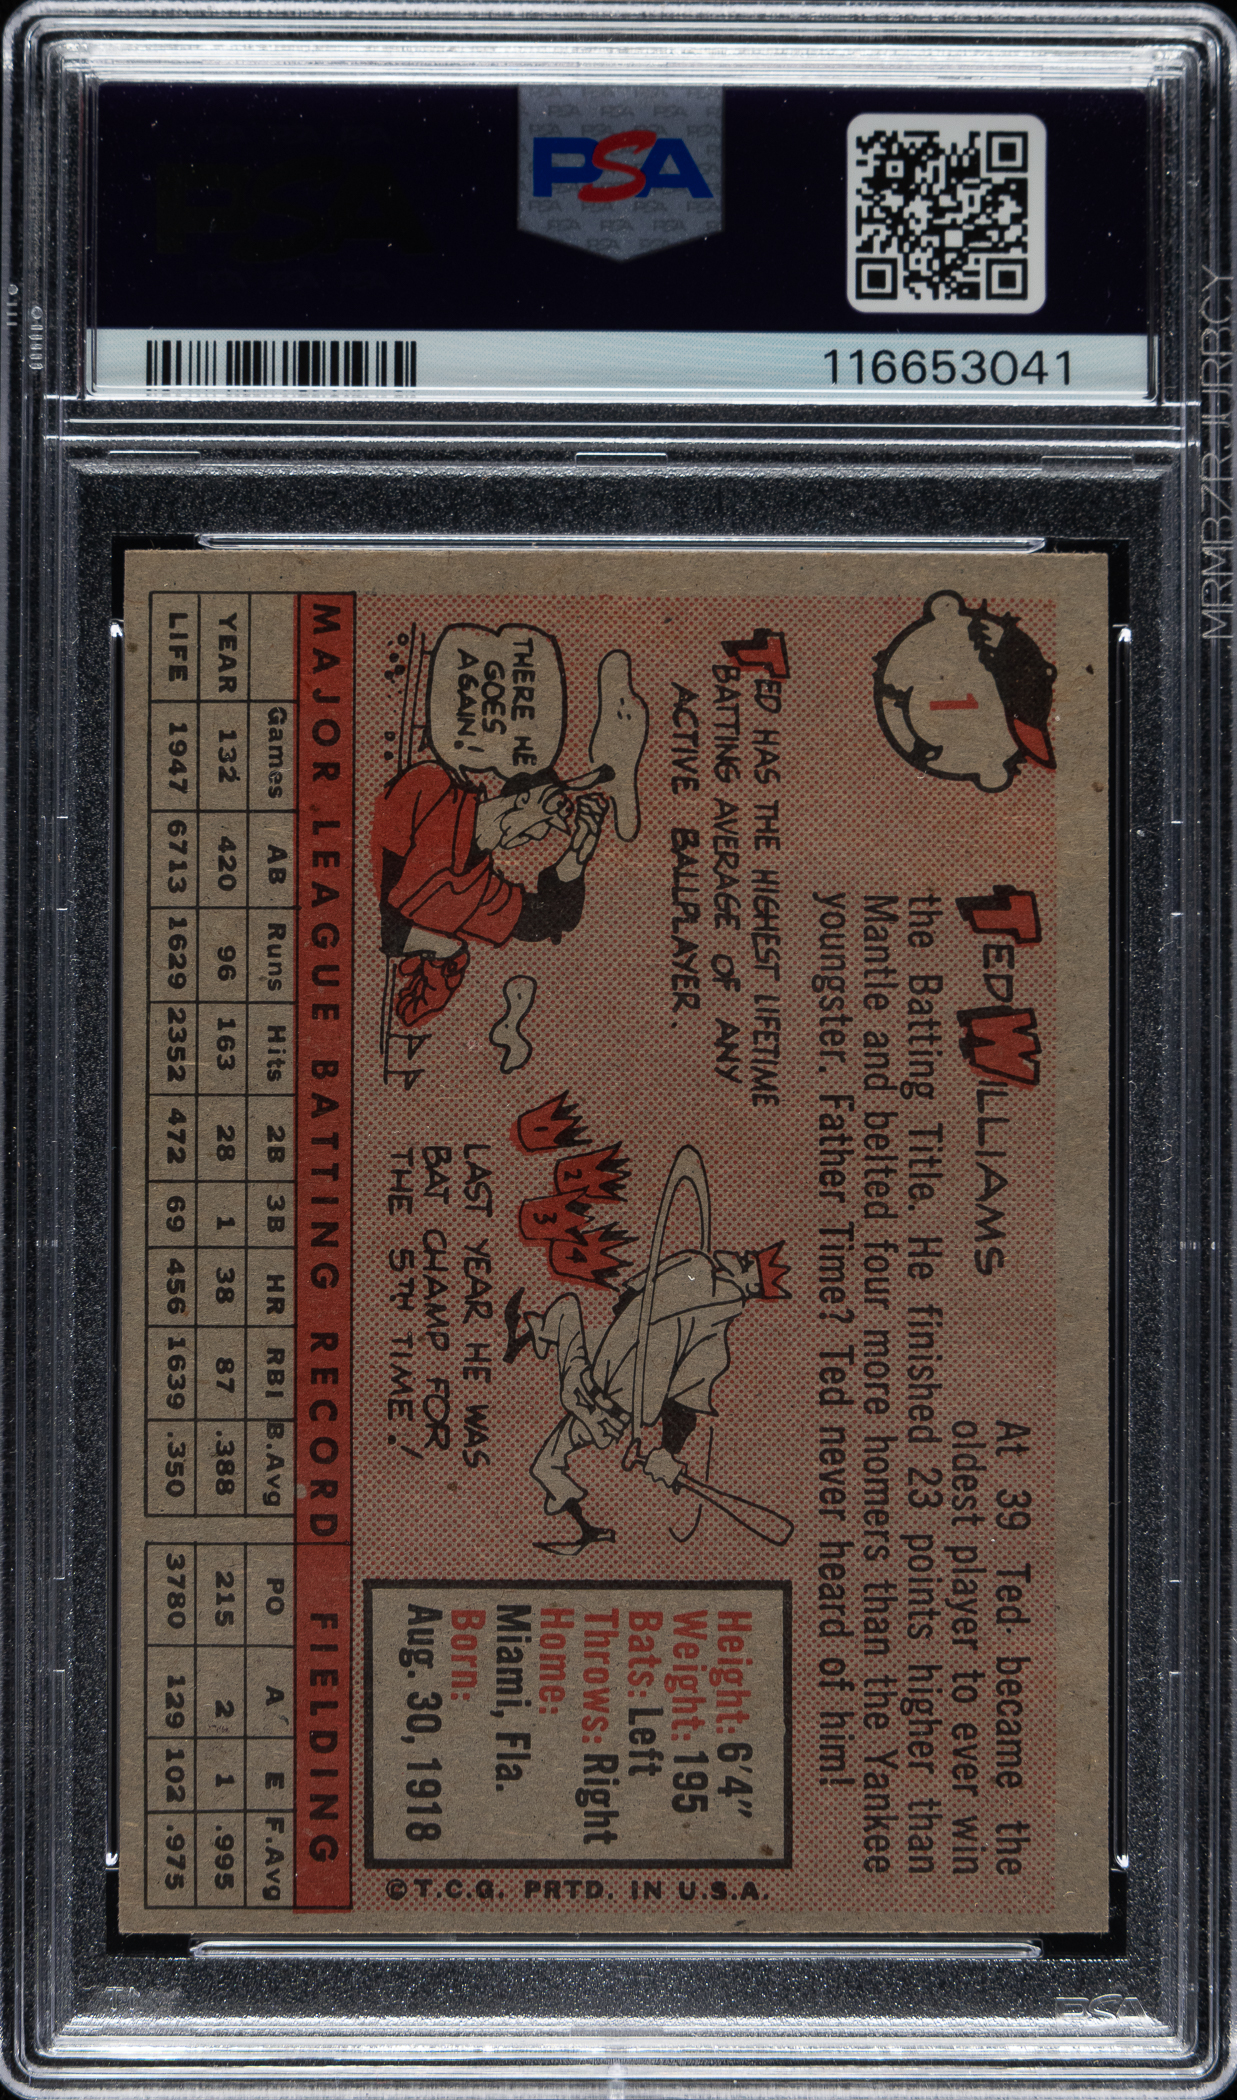 PSA
116653041
MRMBZRJURPCY
1
TED WILLIAMS
At 39 Ted became the
oldest player to ever win
the Batting Title. He finished 23 points higher than
Mantle and belted four more homers than the Yankee
youngster. Father Time? Ted never heard of him!
TED HAS THE HIGHEST LIFETIME
BATTING AVERAGE OF ANY
ACTIVE BALLPLAYER.
THERE HE
GOES
AGAIN!
2
3
4
LAST YEAR HE WAS
BAT CHAMP FOR
THE 5TH TIME!
Height: 6'4"
Weight: 195
Bats: Left
Throws: Right
Home:
Miami, Fla.
Born:
Aug. 30, 1918
© T.C.G. PRTD. IN U.S.A.
MAJOR LEAGUE BATTING RECORD FIELDING
Games AB Runs Hits 2B 3B HR RBI B.Avg PO A E F.Avg
YEAR 132 420 96 163 28 1 38 87 .388 215 2 1 .995
LIFE 1947 6713 1629 2352 472 69 456 1639 .350 3780 129 102 .975
PSA